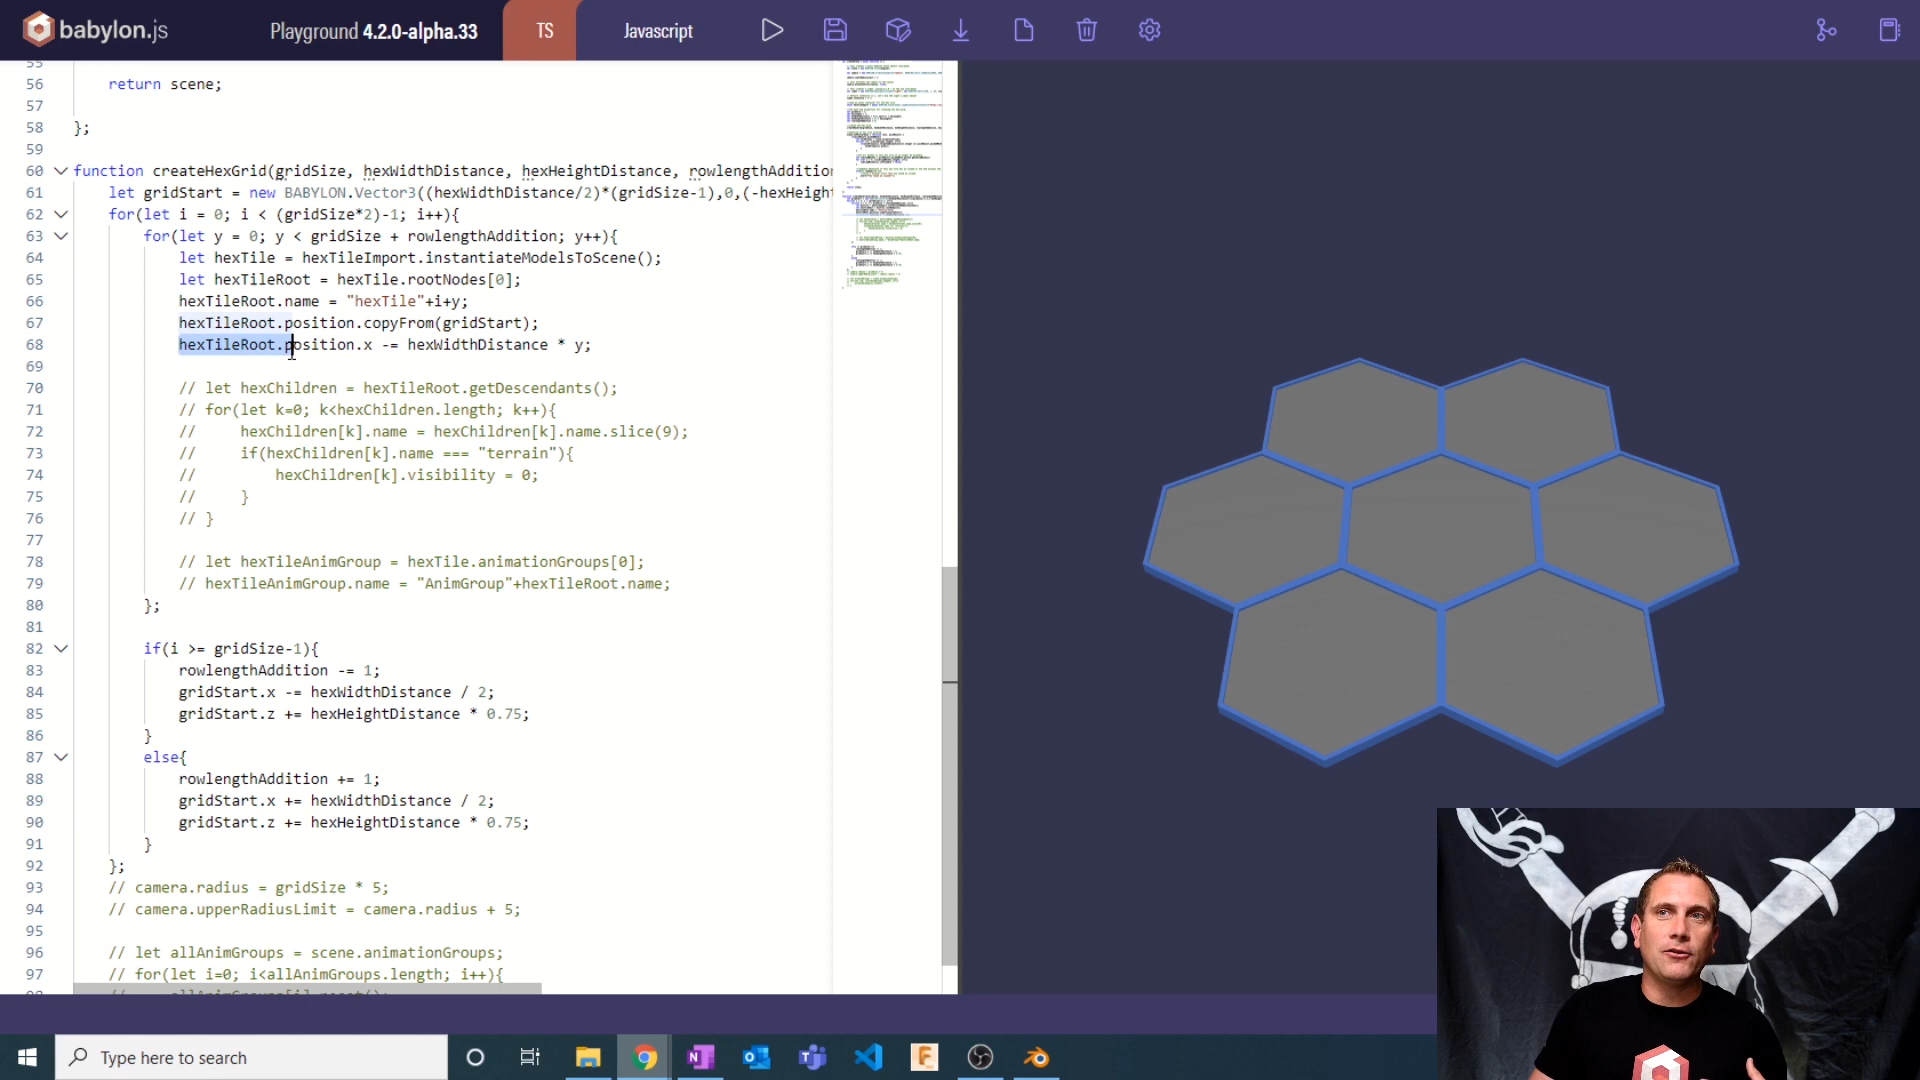 babylon.js
Playground 4.2.0-alpha.33
TS
Javascript
55
56 return scene;
57
58 };
59
60 function createHexGrid(gridSize, hexWidthDistance, hexHeightDistance, rowlengthAddition
61 let gridStart = new BABYLON.Vector3((hexWidthDistance/2)*(gridSize-1),0,(-hexHeight
62 for(let i = 0; i < (gridSize*2)-1; i++){
63 for(let y = 0; y < gridSize + rowlengthAddition; y++){
64 let hexTile = hexTileImport.instantiateModelsToScene();
65 let hexTileRoot = hexTile.rootNodes[0];
66 hexTileRoot.name = "hexTile"+i+y;
67 hexTileRoot.position.copyFrom(gridStart);
68 hexTileRoot.position.x -= hexWidthDistance * y;
69
70 // let hexChildren = hexTileRoot.getDescendants();
71 // for(let k=0; k<hexChildren.length; k++){
72 // hexChildren[k].name = hexChildren[k].name.slice(9);
73 // if(hexChildren[k].name === "terrain"){
74 // hexChildren[k].visibility = 0;
75 // }
76 // }
77
78 // let hexTileAnimGroup = hexTile.animationGroups[0];
79 // hexTileAnimGroup.name = "AnimGroup"+hexTileRoot.name;
80 };
81
82 if(i >= gridSize-1){
83 rowlengthAddition -= 1;
84 gridStart.x -= hexWidthDistance / 2;
85 gridStart.z += hexHeightDistance * 0.75;
86 }
87 else{
88 rowlengthAddition += 1;
89 gridStart.x += hexWidthDistance / 2;
90 gridStart.z += hexHeightDistance * 0.75;
91 }
92 };
93 // camera.radius = gridSize * 5;
94 // camera.upperRadiusLimit = camera.radius + 5;
95
96 // let allAnimGroups = scene.animationGroups;
97 // for(let i=0; i<allAnimGroups.length; i++){
Type here to search